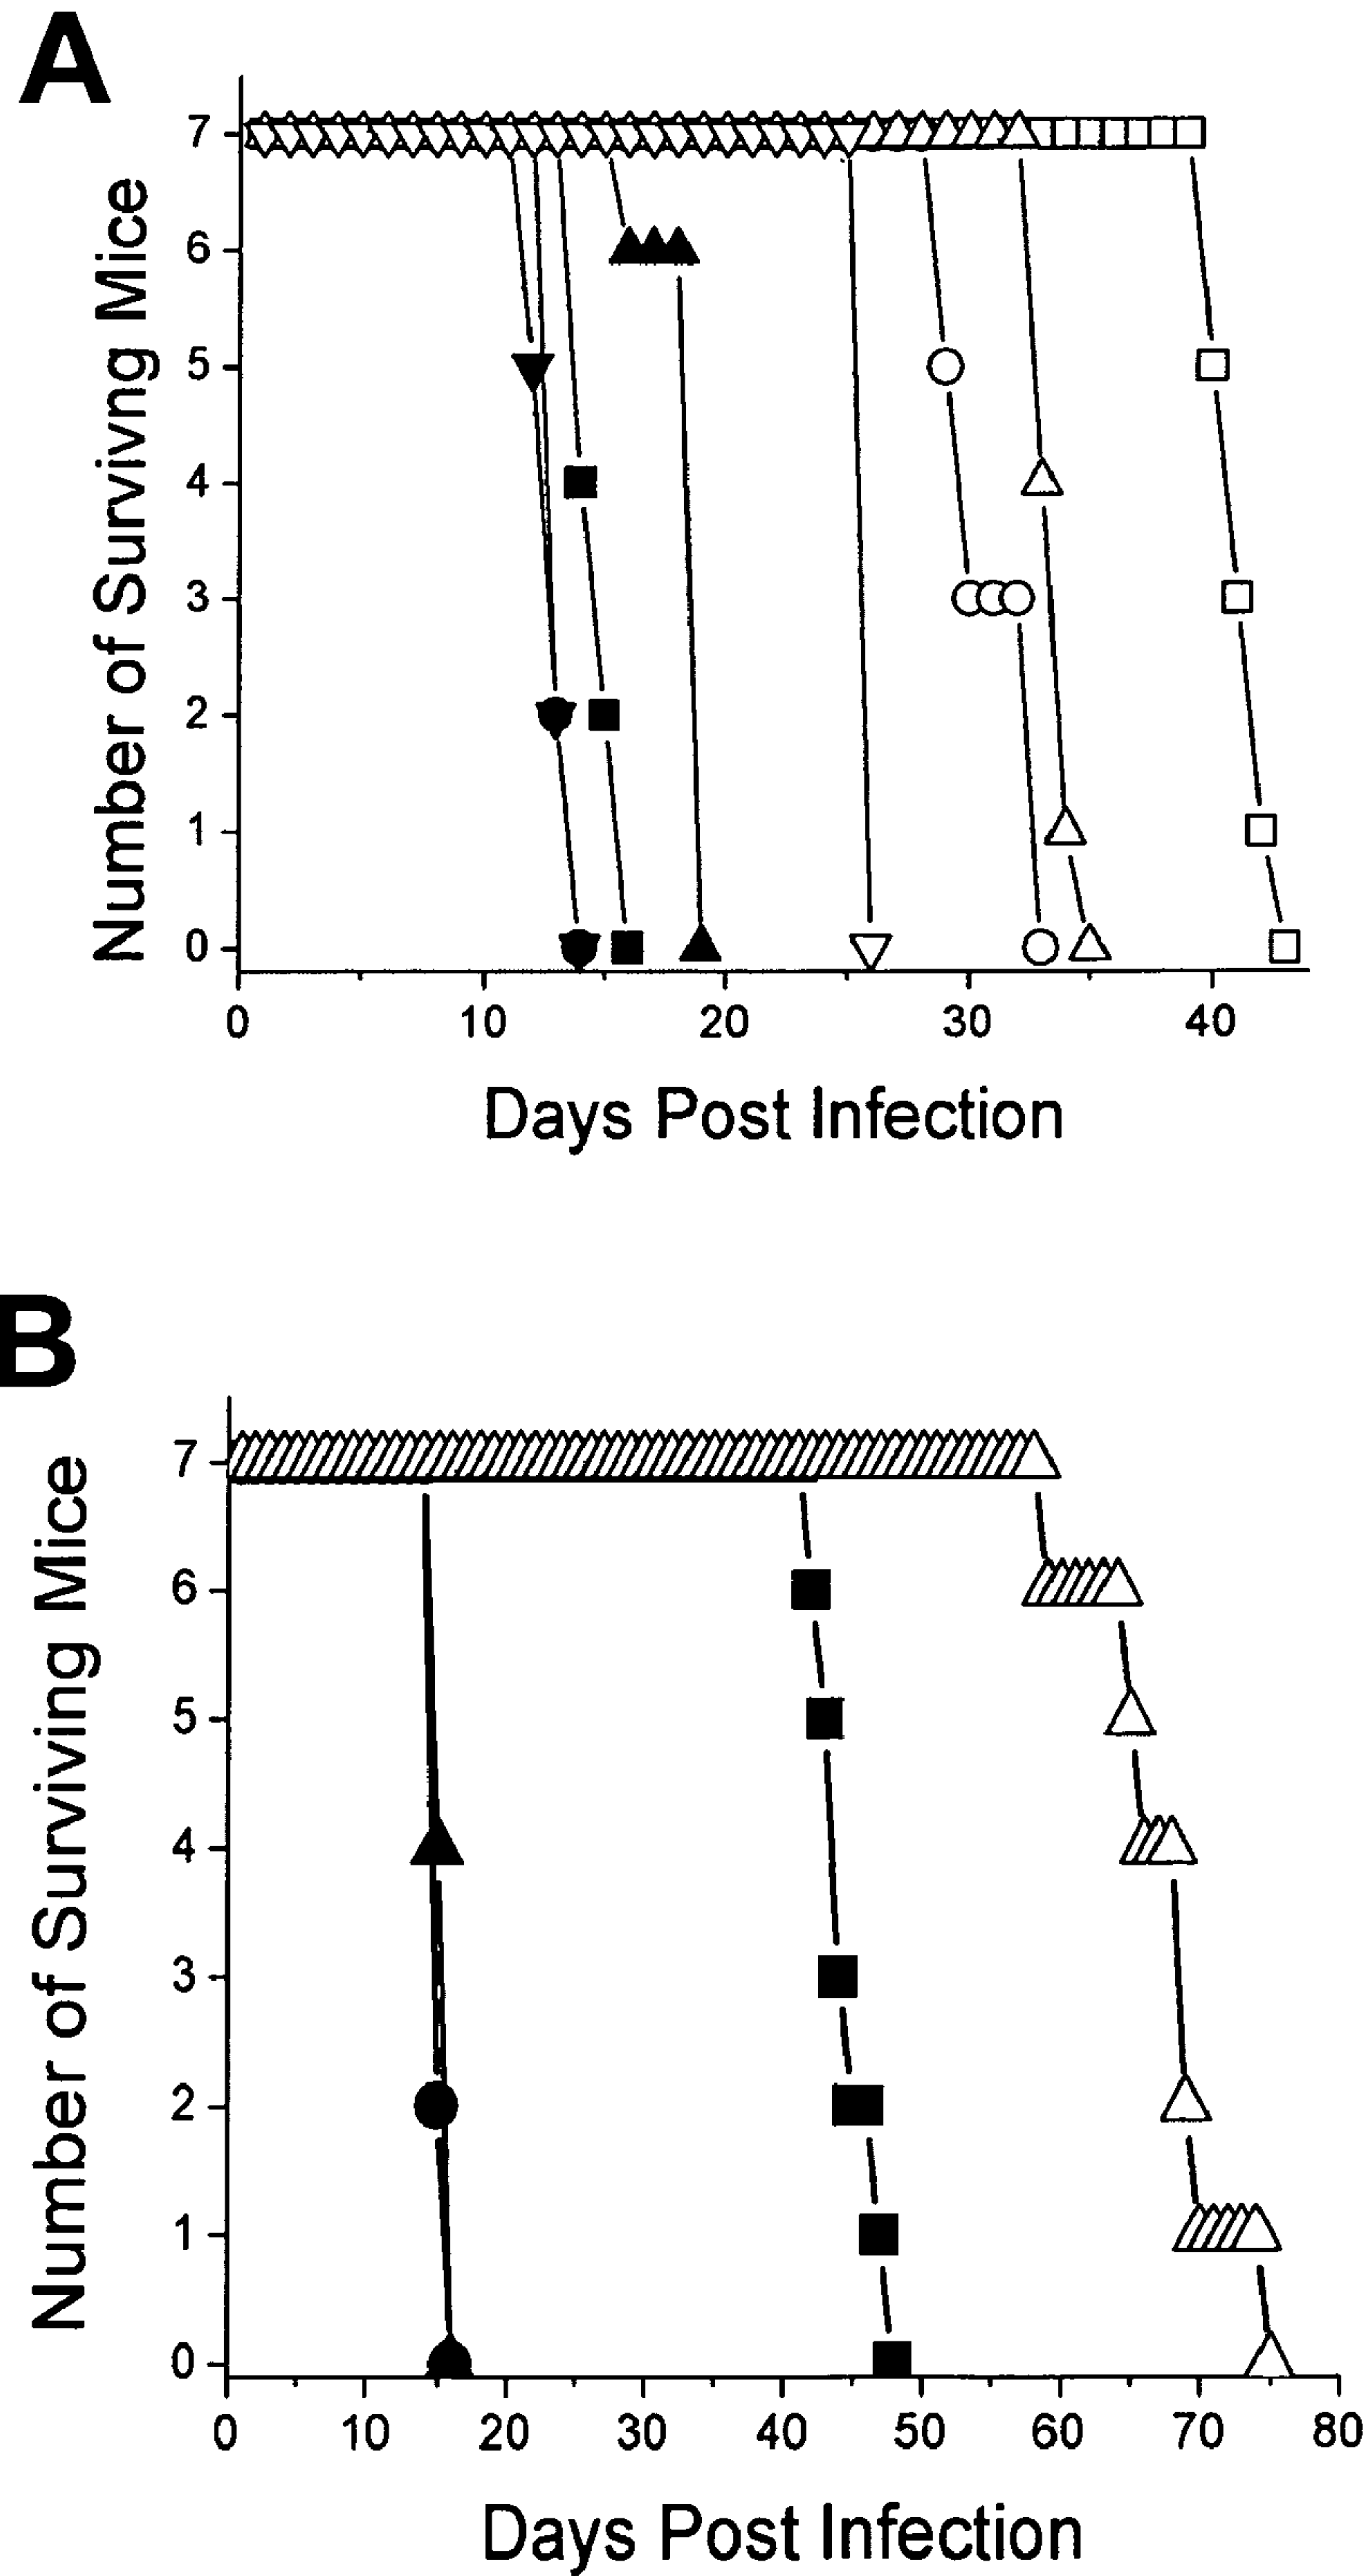 A
7
6
5
4
3
2
1
0
Number of Survivng Mice
0 10 20 30 40
Days Post Infection
B
7
6
5
4
3
2
1
0
Number of Surviving Mice
0 10 20 30 40 50 60 70 80
Days Post Infection